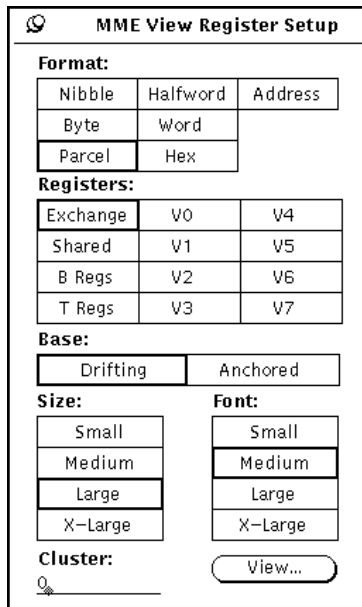 MME View Register Setup
Format:
Nibble Halfword Address
Byte Word
Parcel Hex
Registers:
Exchange V0 V4
Shared V1 V5
B Regs V2 V6
T Regs V3 V7
Base:
Drifting Anchored
Size: Font:
Small Small
Medium Medium
Large Large
X-Large X-Large
Cluster: View...
0